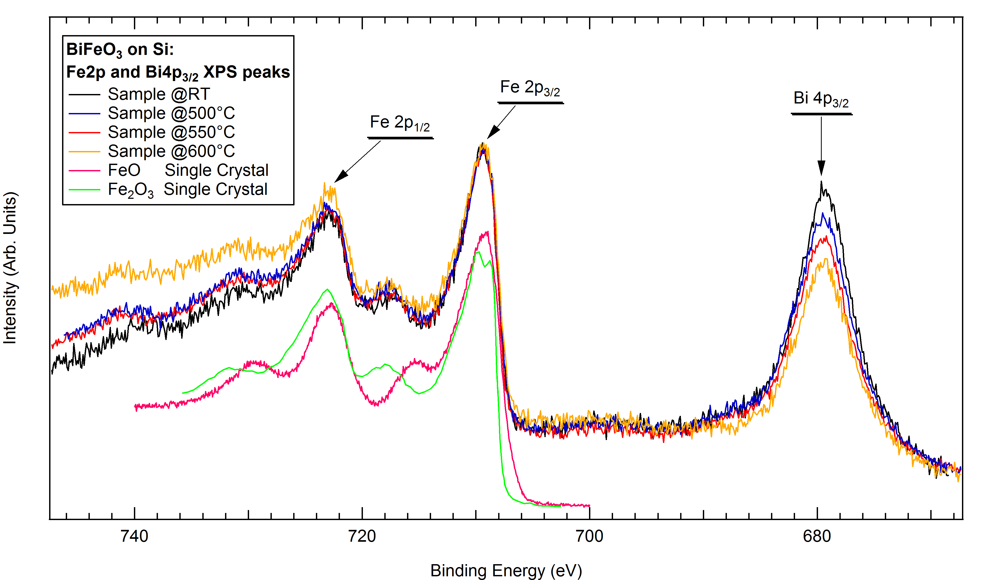 BiFeO₃ on Si:
Fe2p and Bi4p₃/₂ XPS peaks
Sample @RT
Sample @500°C
Sample @550°C
Sample @600°C
FeO Single Crystal
Fe₂O₃ Single Crystal
Fe 2p₁/₂
Fe 2p₃/₂
Bi 4p₃/₂
Intensity (Arb. Units)
740 720 700 680
Binding Energy (eV)